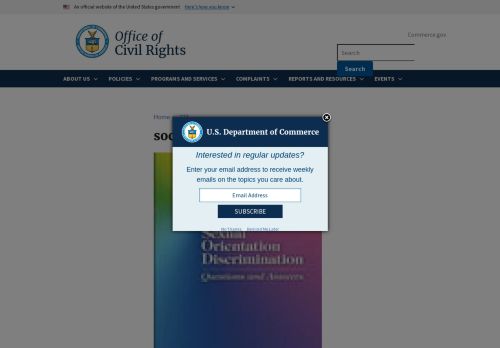 An official website of the United States government Here's how you know
Commerce.gov
Office of
Civil Rights
Search
Search
ABOUT US POLICIES PROGRAMS AND SERVICES COMPLAINTS REPORTS AND RESOURCES EVENTS
Home
U.S. Department of Commerce
Interested in regular updates?
Enter your email address to receive weekly
emails on the topics you care about.
Email Address
SUBSCRIBE
No Thanks Remind Me Later
Sexual
Orientation
Discrimination
Questions and Answers